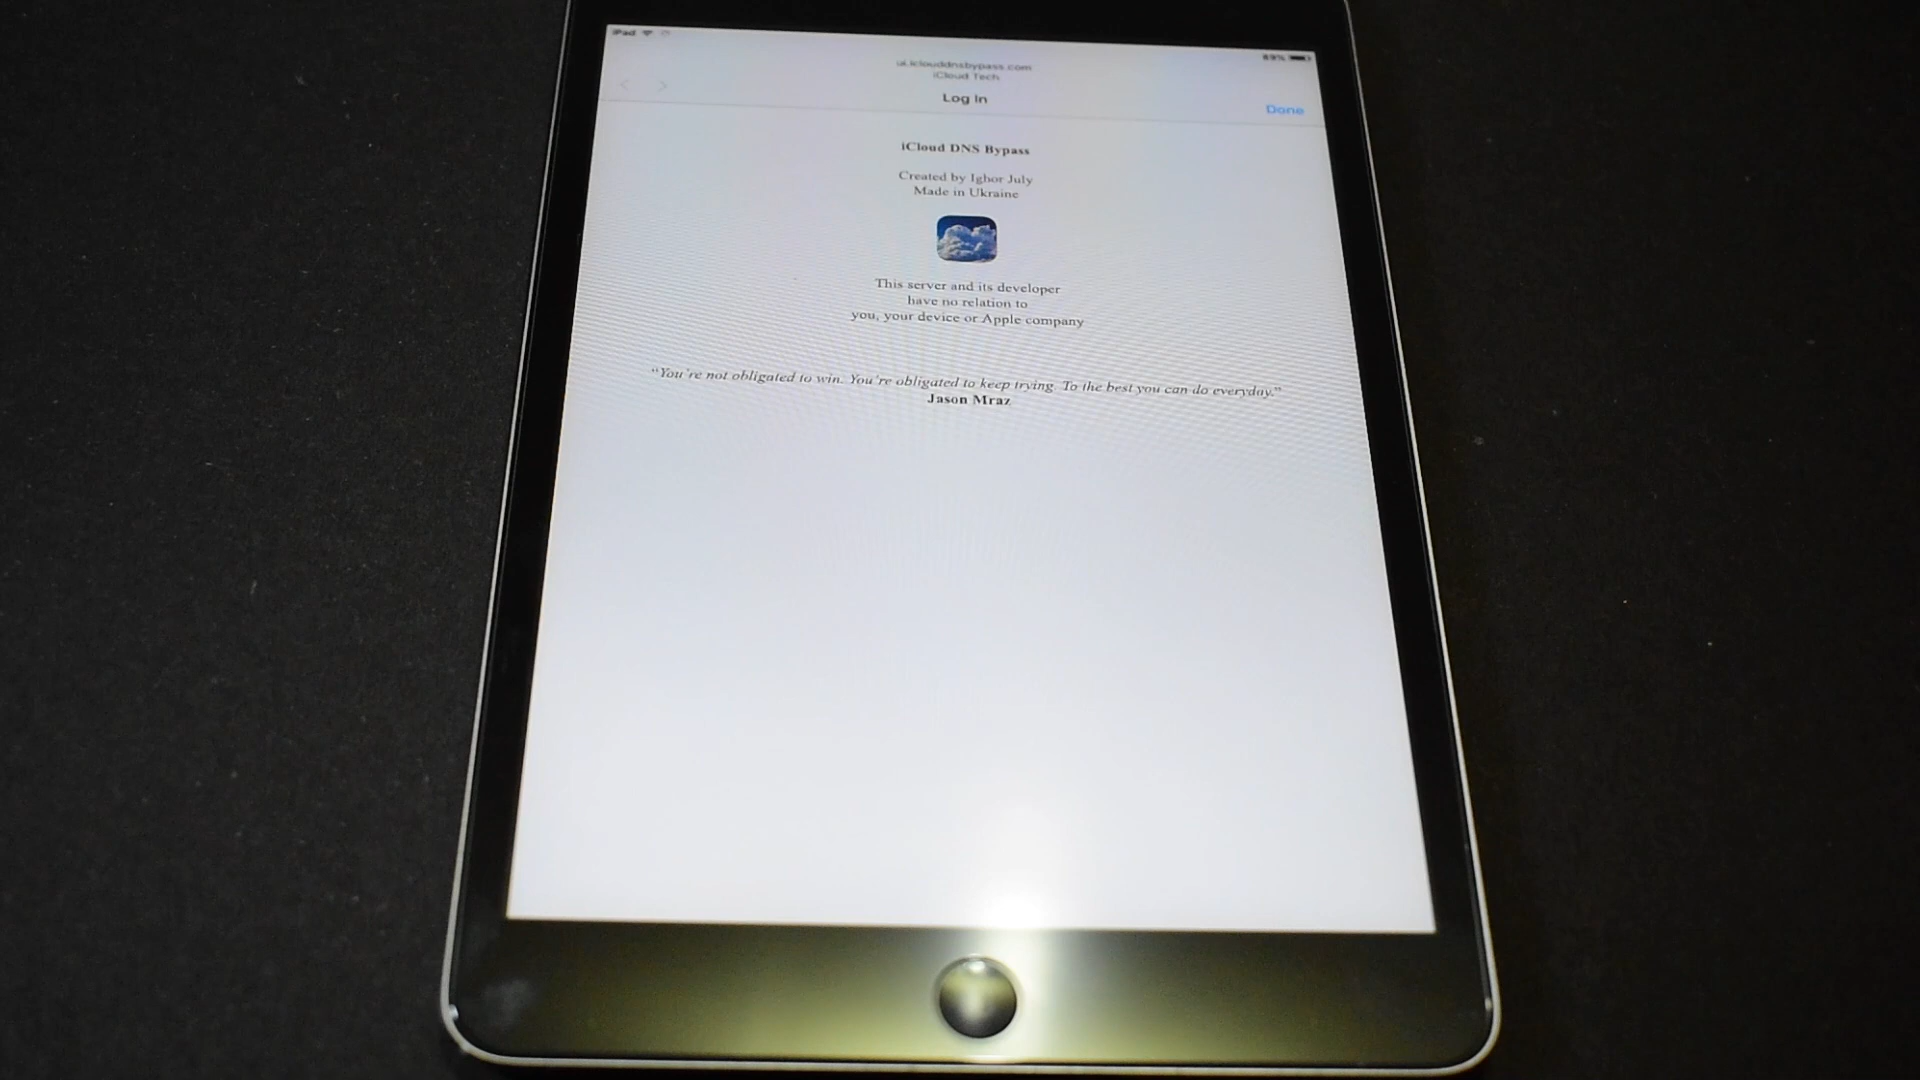 iPad
89%
ui.iclouddnsbypass.com
iCloud Tech
Log In
Done
iCloud DNS Bypass
Created by Ighor July
Made in Ukraine
This server and its developer
have no relation to
you, your device or Apple company
“You're not obligated to win. You're obligated to keep trying. To the best you can do everyday.”
Jason Mraz